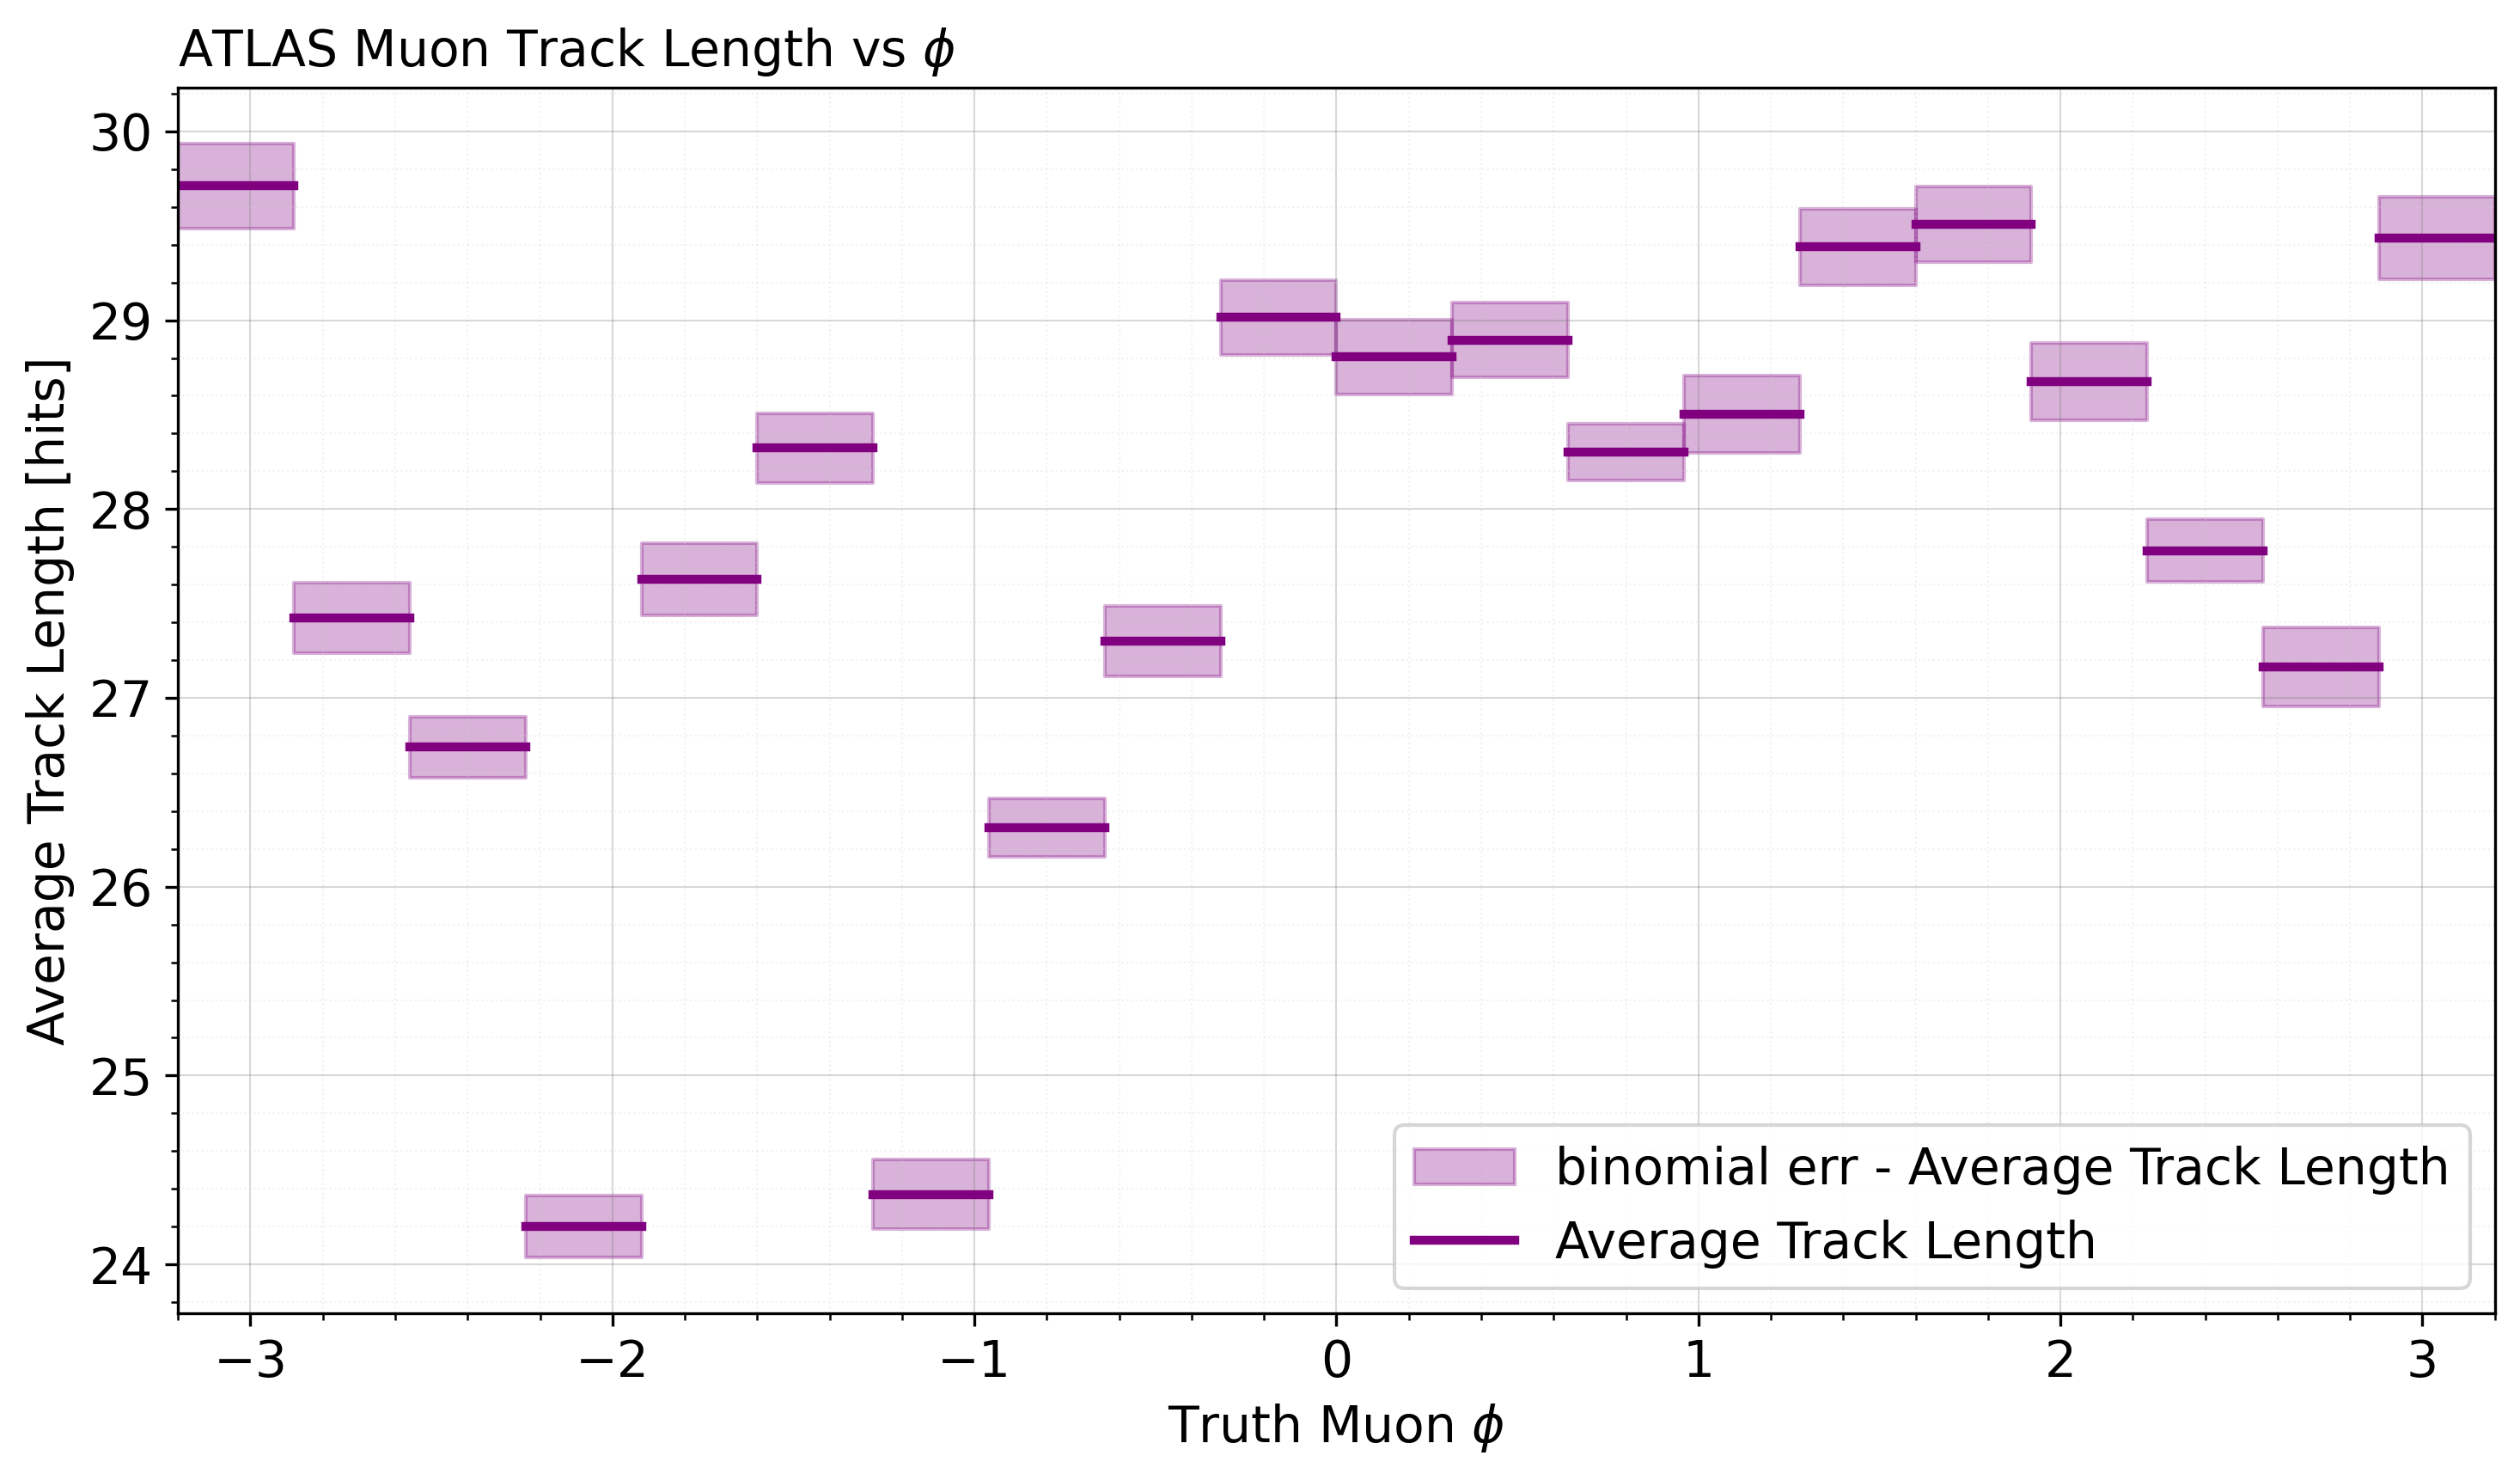 ATLAS Muon Track Length vs ϕ
Average Track Length [hits]
30
29
28
27
26
25
24
binomial err - Average Track Length
Average Track Length
−3
−2
−1
0
1
2
3
Truth Muon ϕ